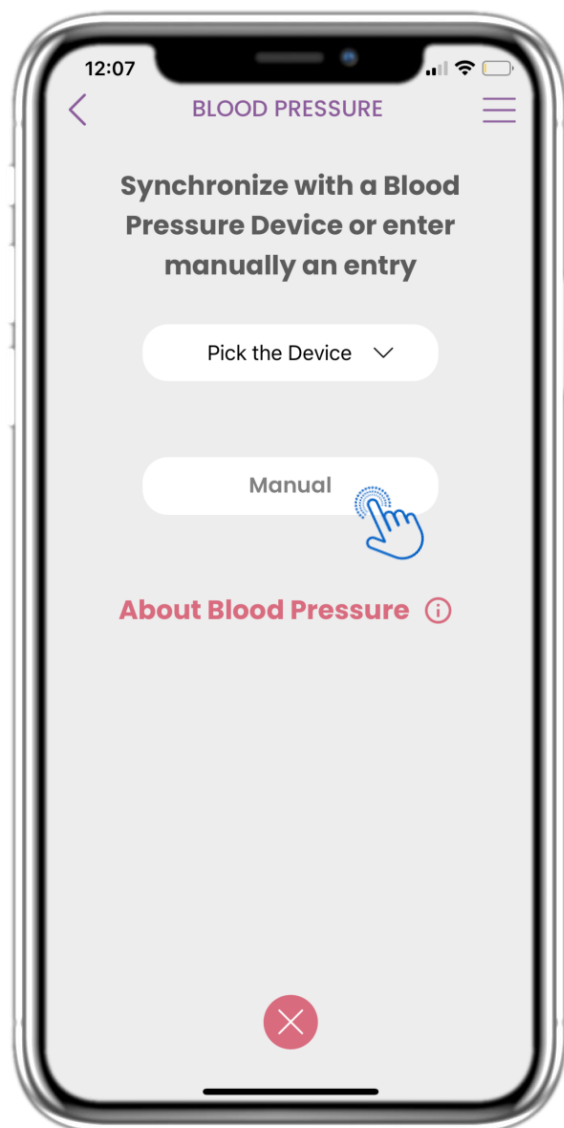 12:07
BLOOD PRESSURE
Synchronize with a Blood
Pressure Device or enter
manually an entry
Pick the Device
Manual
About Blood Pressure